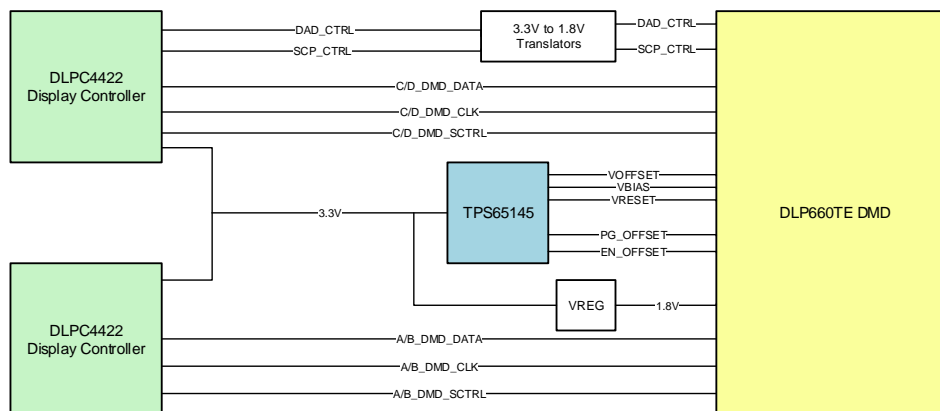 DLPC4422
Display Controller
DAD_CTRL
SCP_CTRL
3.3V to 1.8V
Translators
DAD_CTRL
SCP_CTRL
C/D_DMD_DATA
C/D_DMD_CLK
C/D_DMD_SCTRL
3.3V
TPS65145
VOFFSET
VBIAS
VRESET
PG_OFFSET
EN_OFFSET
DLP660TE DMD
VREG
1.8V
DLPC4422
Display Controller
A/B_DMD_DATA
A/B_DMD_CLK
A/B_DMD_SCTRL